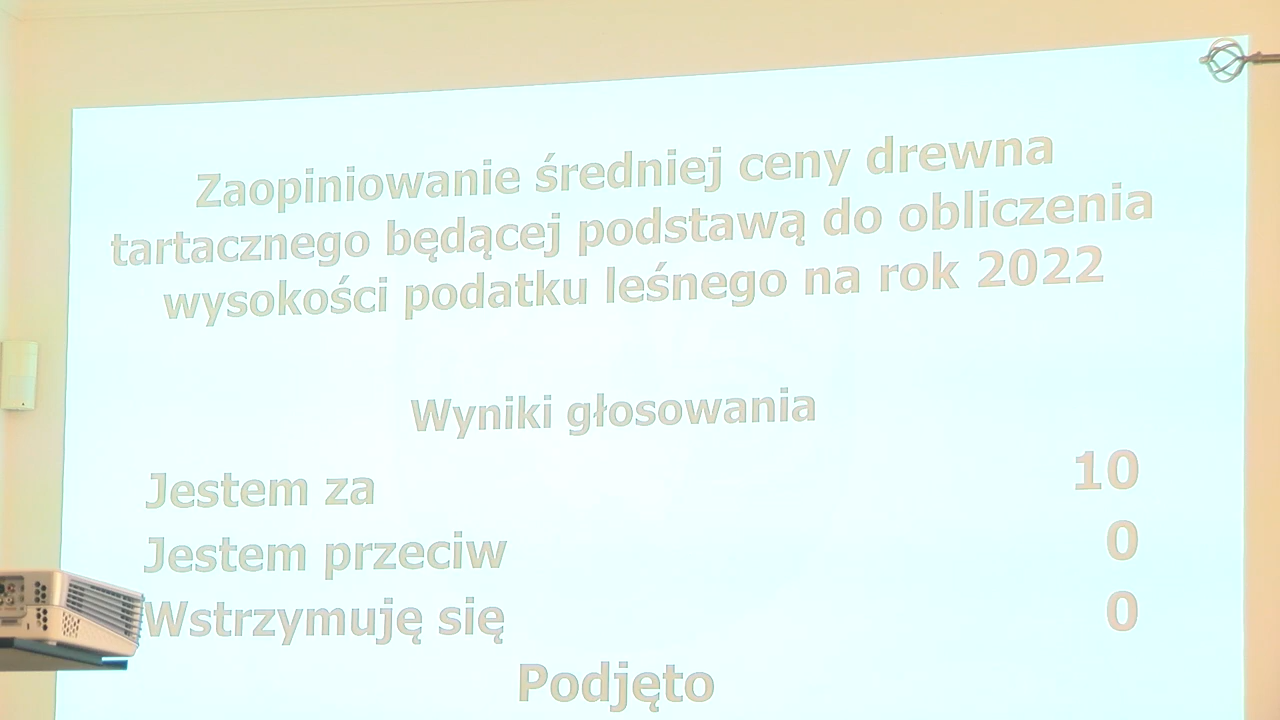 Zaopiniowanie średniej ceny drewna
tartacznego będącej podstawą do obliczenia
wysokości podatku leśnego na rok 2022
Wyniki głosowania
Jestem za 10
Jestem przeciw 0
Wstrzymuję się 0
Podjęto